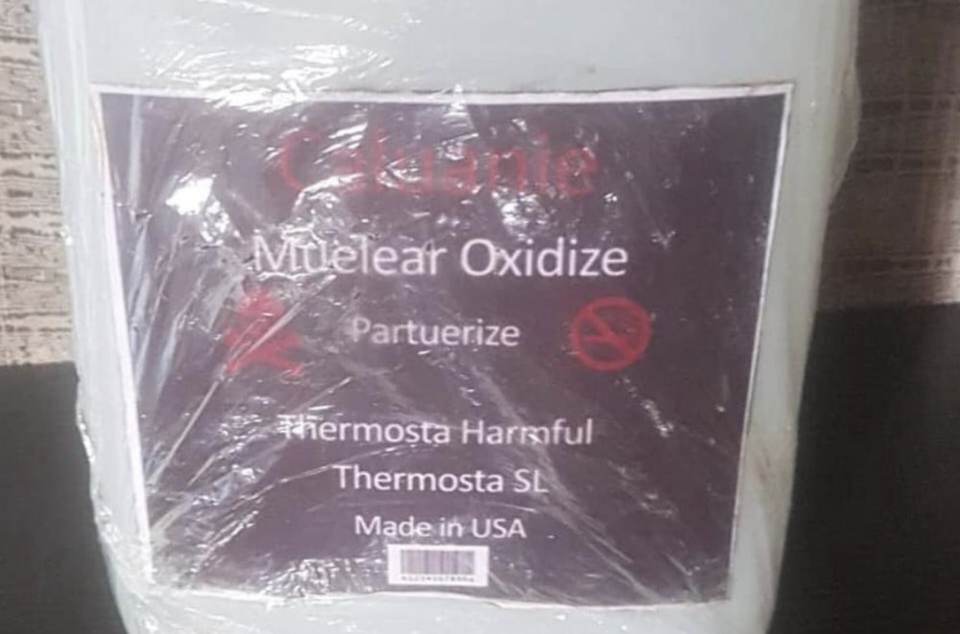 Caluanie
Muelear Oxidize
Partuerize
Thermosta Harmful
Thermosta SL
Made in USA